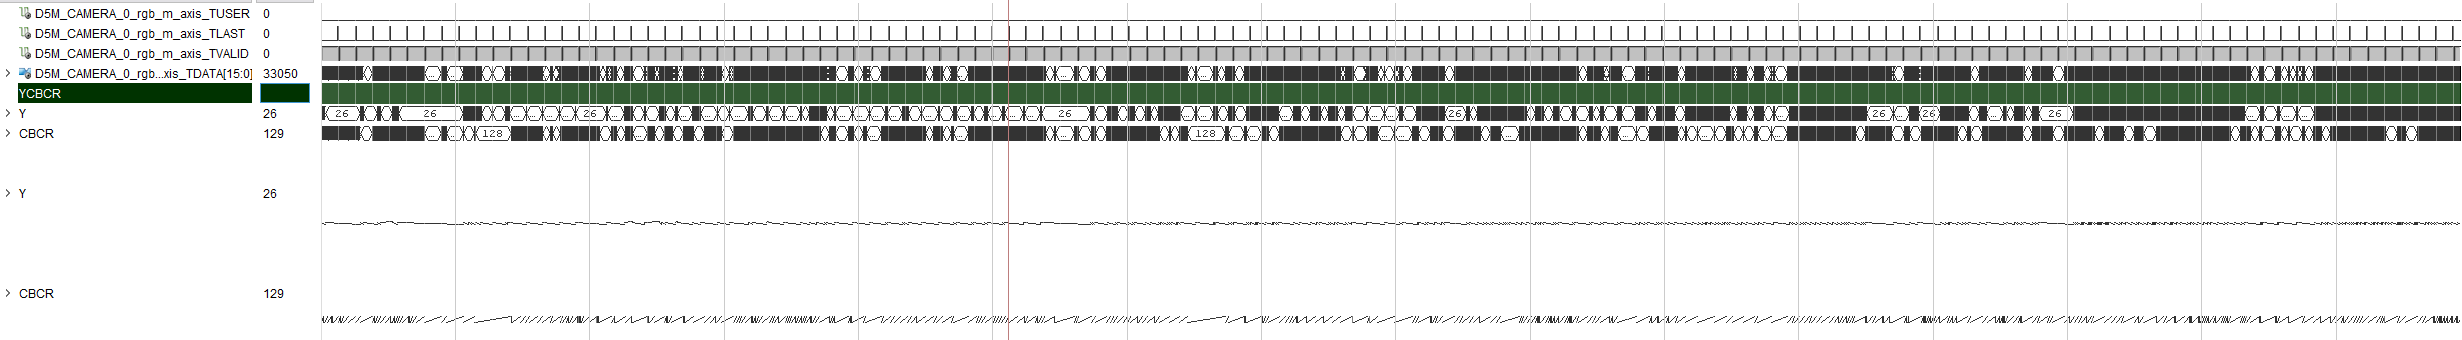 D5M_CAMERA_0_rgb_m_axis_TUSER 0
D5M_CAMERA_0_rgb_m_axis_TLAST 0
D5M_CAMERA_0_rgb_m_axis_TVALID 0
D5M_CAMERA_0_rgb...xis_TDATA[15:0] 33050
YCBCR
Y 26 26 26 26 26 26 26 26 26
CBCR 129 128 128
Y 26
CBCR 129